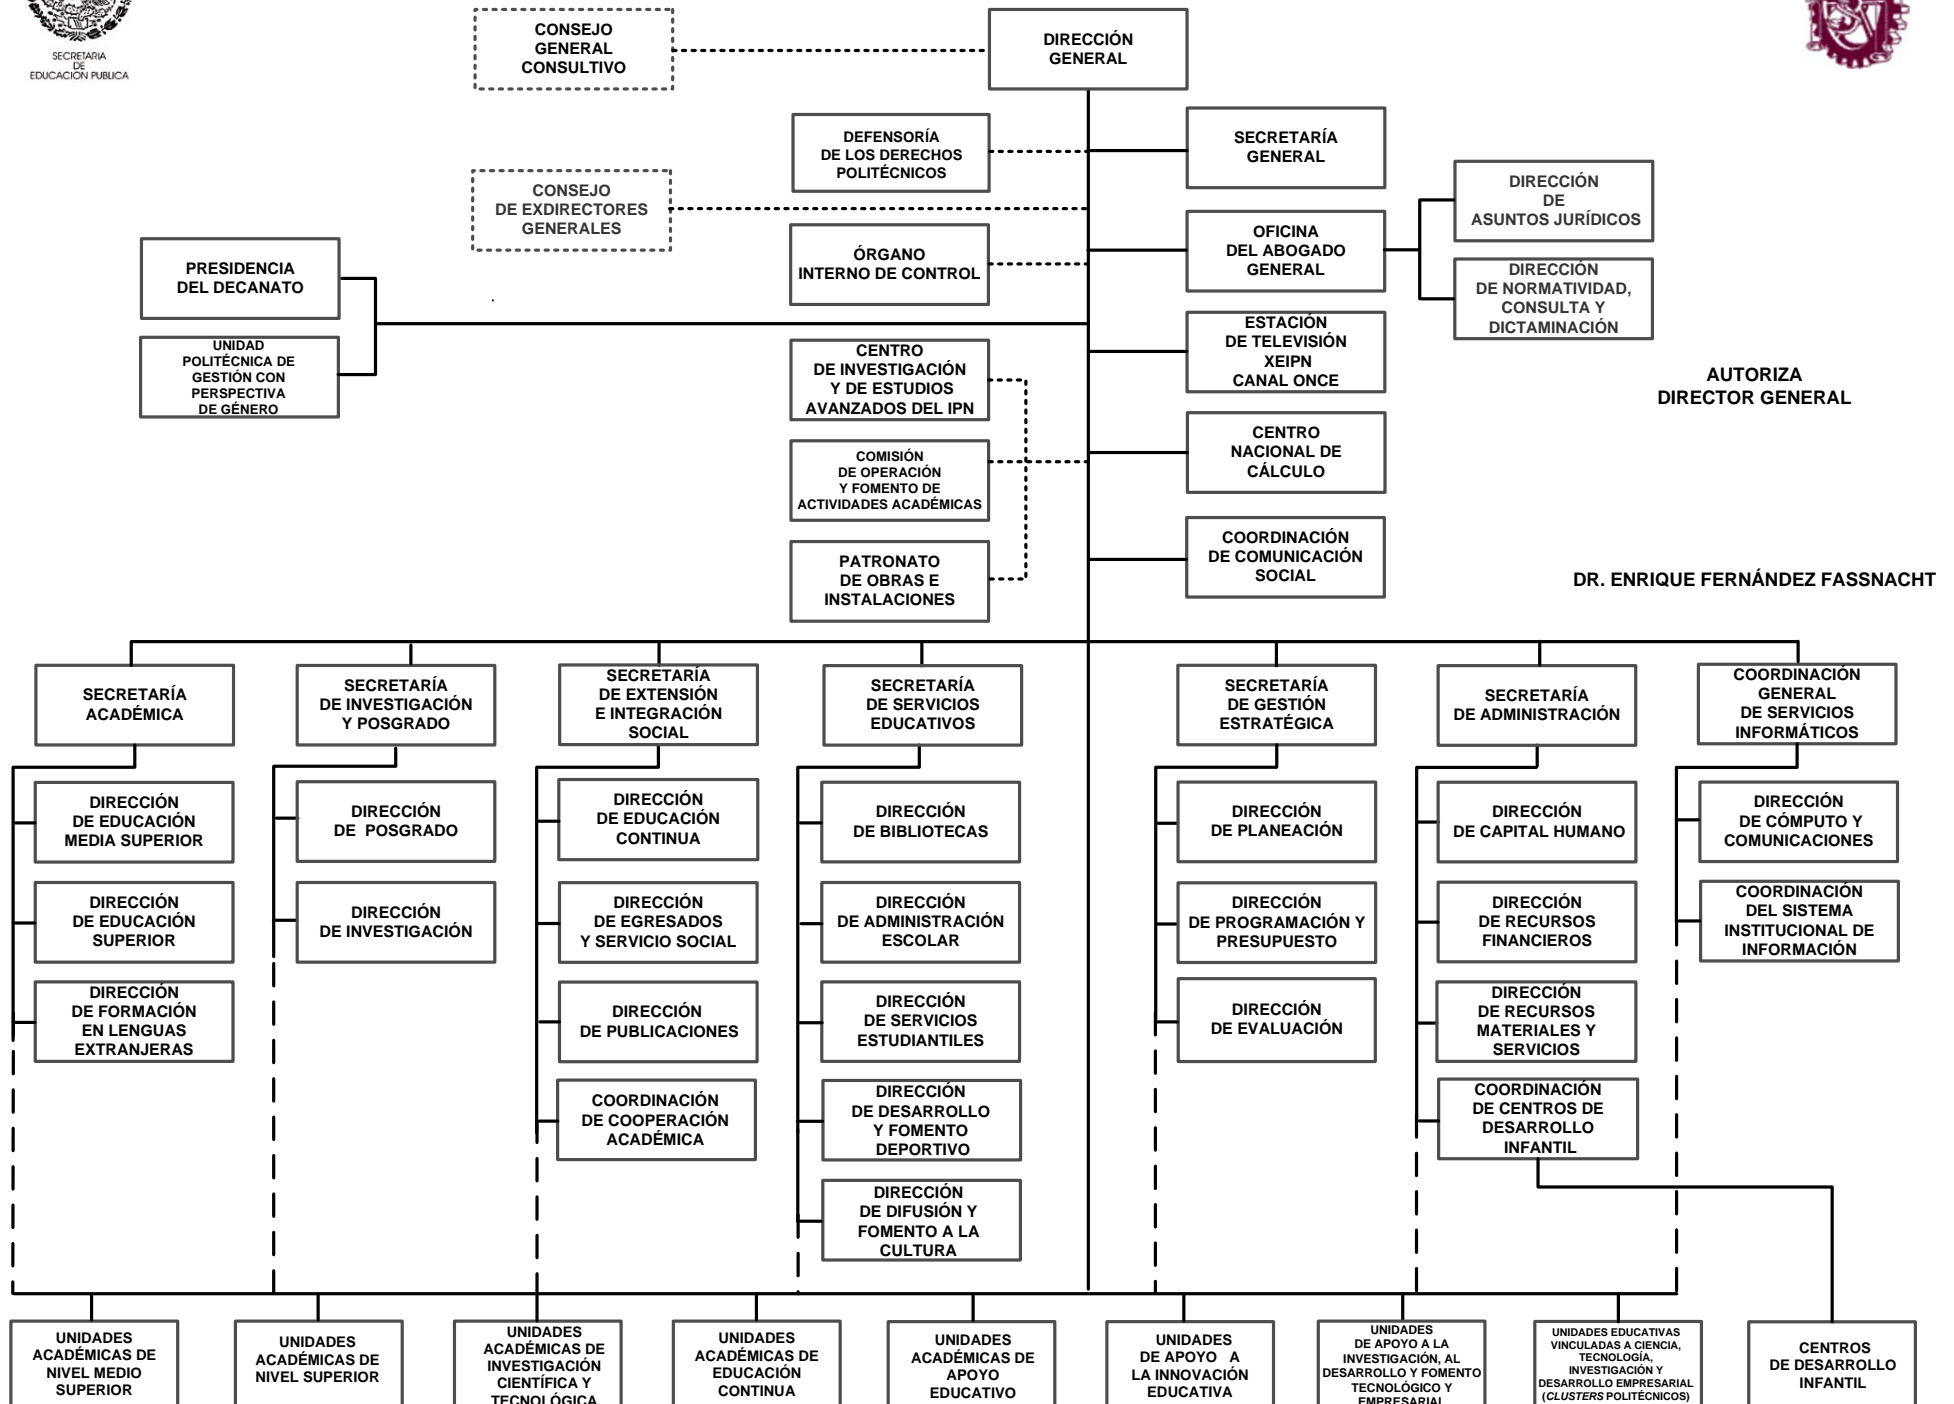 SECRETARIA
DE
EDUCACION PUBLICA
CONSEJO
GENERAL
CONSULTIVO
DIRECCIÓN
GENERAL
DEFENSORÍA
DE LOS DERECHOS
POLITÉCNICOS
SECRETARÍA
GENERAL
CONSEJO
DE EXDIRECTORES
GENERALES
DIRECCIÓN
DE
ASUNTOS JURÍDICOS
ÓRGANO
INTERNO DE CONTROL
OFICINA
DEL ABOGADO
GENERAL
DIRECCIÓN
DE NORMATIVIDAD,
CONSULTA Y
DICTAMINACIÓN
PRESIDENCIA
DEL DECANATO
UNIDAD
POLITÉCNICA DE
GESTIÓN CON
PERSPECTIVA
DE GÉNERO
CENTRO
DE INVESTIGACIÓN
Y DE ESTUDIOS
AVANZADOS DEL IPN
ESTACIÓN
DE TELEVISIÓN
XEIPN
CANAL ONCE
AUTORIZA
DIRECTOR GENERAL
COMISIÓN
DE OPERACIÓN
Y FOMENTO DE
ACTIVIDADES ACADÉMICAS
CENTRO
NACIONAL DE
CÁLCULO
PATRONATO
DE OBRAS E
INSTALACIONES
COORDINACIÓN
DE COMUNICACIÓN
SOCIAL
DR. ENRIQUE FERNÁNDEZ FASSNACHT
SECRETARÍA
ACADÉMICA
SECRETARÍA
DE INVESTIGACIÓN
Y POSGRADO
SECRETARÍA
DE EXTENSIÓN
E INTEGRACIÓN
SOCIAL
SECRETARÍA
DE SERVICIOS
EDUCATIVOS
SECRETARÍA
DE GESTIÓN
ESTRATÉGICA
SECRETARÍA
DE ADMINISTRACIÓN
COORDINACIÓN
GENERAL
DE SERVICIOS
INFORMÁTICOS
DIRECCIÓN
DE EDUCACIÓN
MEDIA SUPERIOR
DIRECCIÓN
DE POSGRADO
DIRECCIÓN
DE EDUCACIÓN
CONTINUA
DIRECCIÓN
DE BIBLIOTECAS
DIRECCIÓN
DE PLANEACIÓN
DIRECCIÓN
DE CAPITAL HUMANO
DIRECCIÓN
DE CÓMPUTO Y
COMUNICACIONES
DIRECCIÓN
DE EDUCACIÓN
SUPERIOR
DIRECCIÓN
DE INVESTIGACIÓN
DIRECCIÓN
DE EGRESADOS
Y SERVICIO SOCIAL
DIRECCIÓN
DE ADMINISTRACIÓN
ESCOLAR
DIRECCIÓN
DE PROGRAMACIÓN Y
PRESUPUESTO
DIRECCIÓN
DE RECURSOS
FINANCIEROS
COORDINACIÓN
DEL SISTEMA
INSTITUCIONAL DE
INFORMACIÓN
DIRECCIÓN
DE FORMACIÓN
EN LENGUAS
EXTRANJERAS
DIRECCIÓN
DE PUBLICACIONES
DIRECCIÓN
DE SERVICIOS
ESTUDIANTILES
DIRECCIÓN
DE EVALUACIÓN
DIRECCIÓN
DE RECURSOS
MATERIALES Y
SERVICIOS
COORDINACIÓN
DE COOPERACIÓN
ACADÉMICA
DIRECCIÓN
DE DESARROLLO
Y FOMENTO
DEPORTIVO
COORDINACIÓN
DE CENTROS DE
DESARROLLO
INFANTIL
DIRECCIÓN
DE DIFUSIÓN Y
FOMENTO A LA
CULTURA
UNIDADES
ACADÉMICAS DE
NIVEL MEDIO
SUPERIOR
UNIDADES
ACADÉMICAS DE
NIVEL SUPERIOR
UNIDADES
ACADÉMICAS DE
INVESTIGACIÓN
CIENTÍFICA Y
TECNOLÓGICA
UNIDADES
ACADÉMICAS DE
EDUCACIÓN
CONTINUA
UNIDADES
ACADÉMICAS DE
APOYO
EDUCATIVO
UNIDADES
DE APOYO A
LA INNOVACIÓN
EDUCATIVA
UNIDADES
DE APOYO A LA
INVESTIGACIÓN, AL
DESARROLLO Y FOMENTO
TECNOLÓGICO Y
EMPRESARIAL
UNIDADES EDUCATIVAS
VINCULADAS A CIENCIA,
TECNOLOGÍA,
INVESTIGACIÓN Y
DESARROLLO EMPRESARIAL
(CLUSTERS POLITÉCNICOS)
CENTROS
DE DESARROLLO
INFANTIL